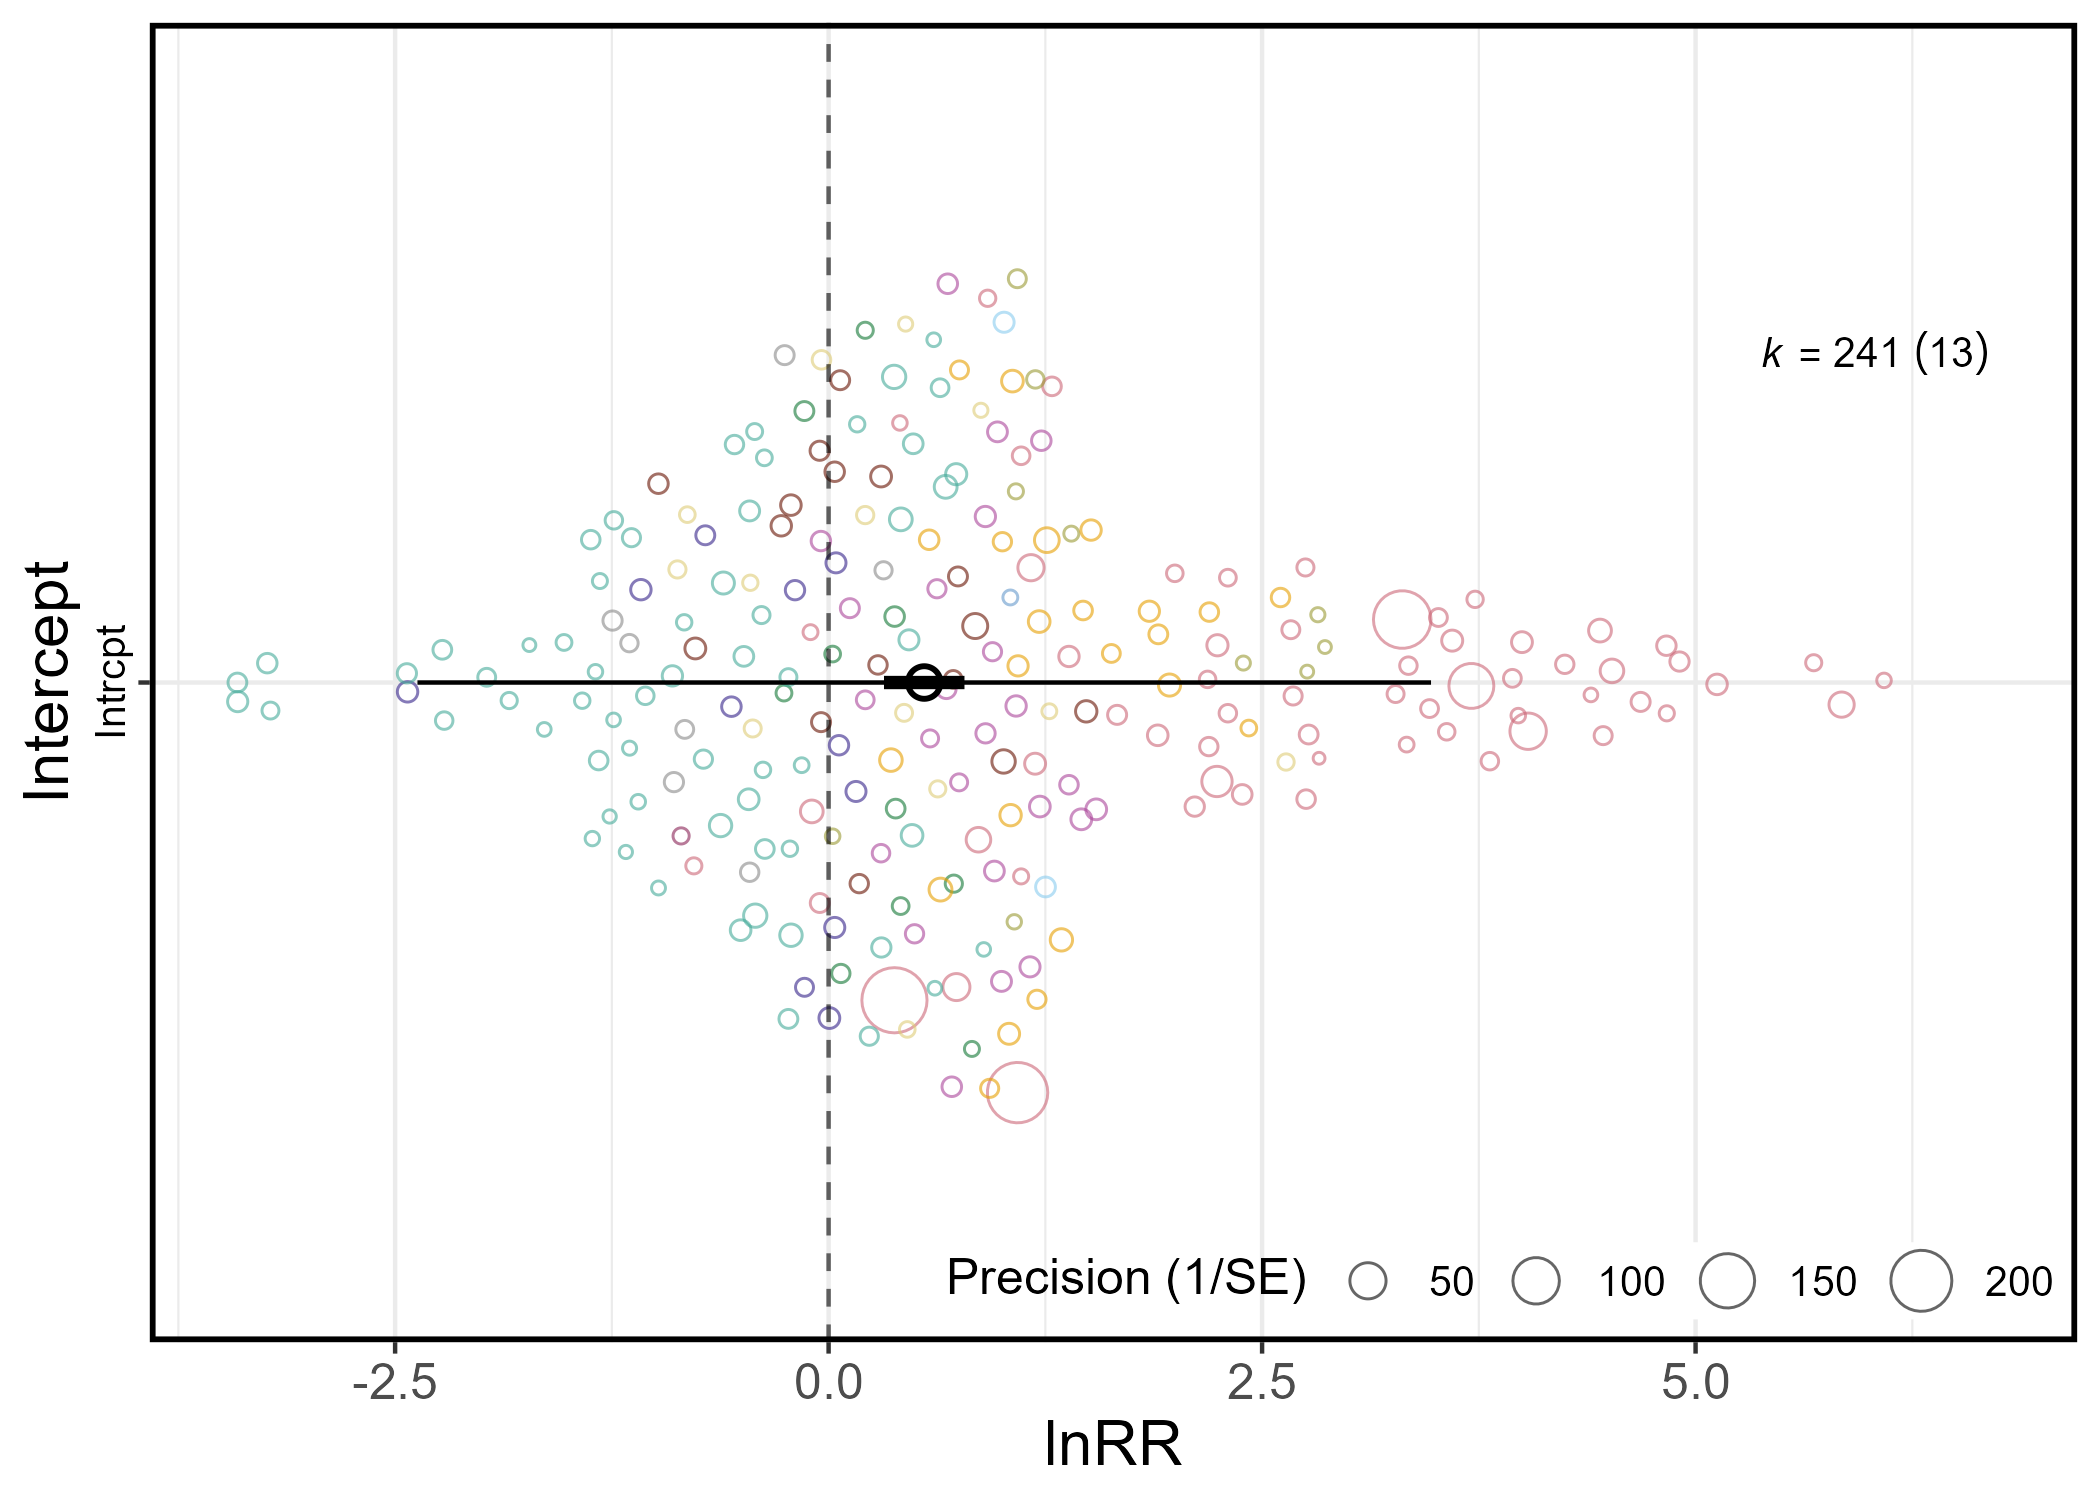 Intercept
Intrcpt
k = 241 (13)
Precision (1/SE) 50 100 150 200
-2.5 0.0 2.5 5.0
lnRR